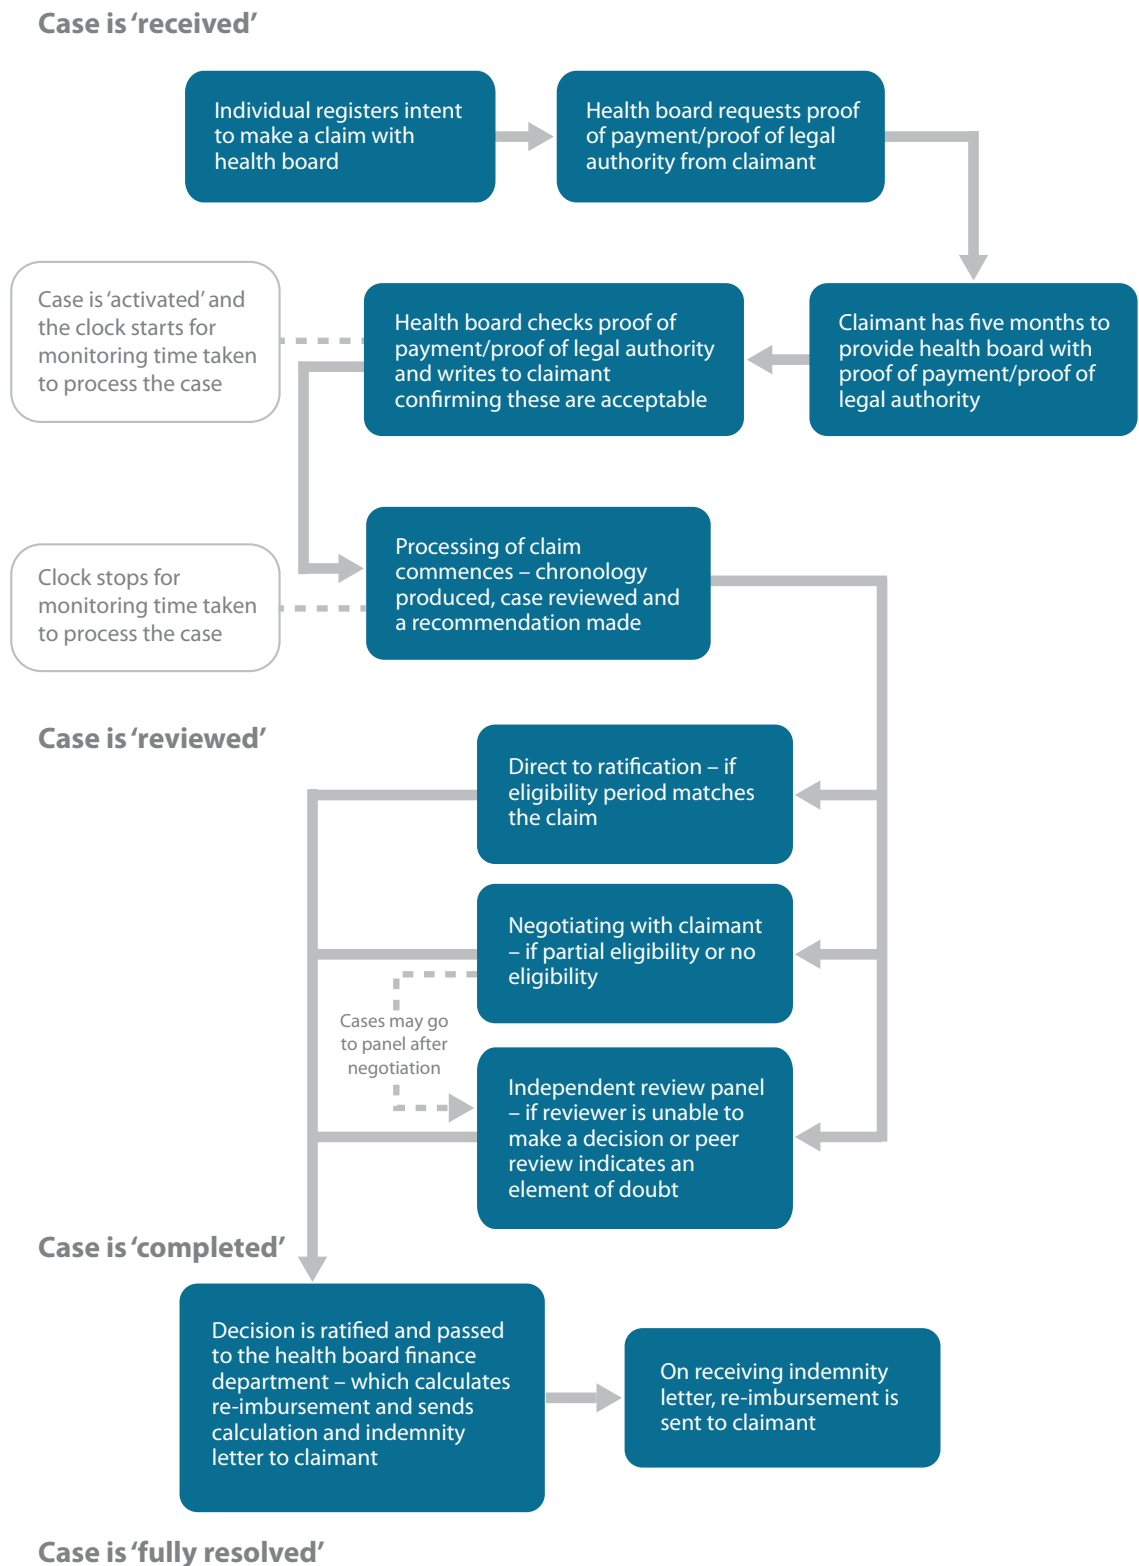 Case is ‘received’
Individual registers intent
to make a claim with
health board
Health board requests proof
of payment/proof of legal
authority from claimant
Claimant has five months to
provide health board with
proof of payment/proof of
legal authority
Health board checks proof of
payment/proof of legal authority
and writes to claimant
confirming these are acceptable
Case is ‘activated’ and
the clock starts for
monitoring time taken
to process the case
Processing of claim
commences – chronology
produced, case reviewed and
a recommendation made
Clock stops for
monitoring time taken
to process the case
Case is ‘reviewed’
Direct to ratification – if
eligibility period matches
the claim
Negotiating with claimant
– if partial eligibility or no
eligibility
Cases may go
to panel after
negotiation
Independent review panel
– if reviewer is unable to
make a decision or peer
review indicates an
element of doubt
Case is ‘completed’
Decision is ratified and passed
to the health board finance
department – which calculates
re-imbursement and sends
calculation and indemnity
letter to claimant
On receiving indemnity
letter, re-imbursement is
sent to claimant
Case is ‘fully resolved’